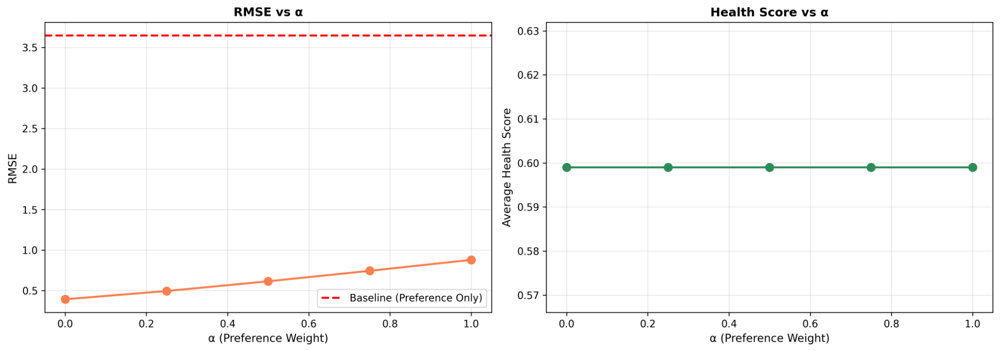 RMSE vs α
3.5
3.0
2.5
2.0
1.5
1.0
0.5
RMSE
Baseline (Preference Only)
0.0 0.2 0.4 0.6 0.8 1.0
α (Preference Weight)
Health Score vs α
0.63
0.62
0.61
0.60
0.59
0.58
0.57
Average Health Score
0.0 0.2 0.4 0.6 0.8 1.0
α (Preference Weight)